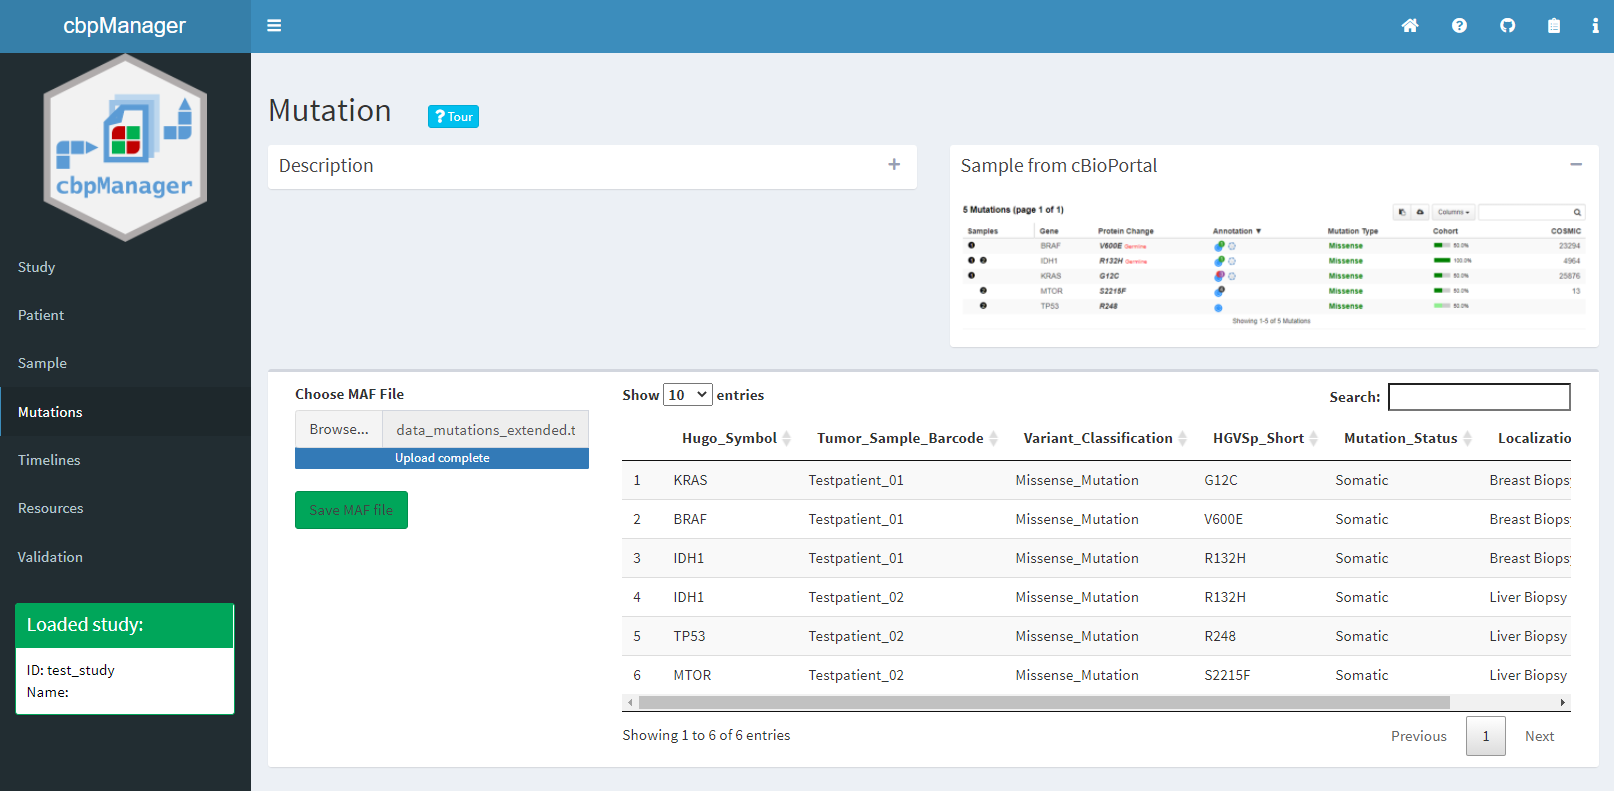 cbpManager
cbpManager
Study
Patient
Sample
Mutations
Timelines
Resources
Validation
Loaded study:
ID: test_study
Name:
Mutation
? Tour
Description
Sample from cBioPortal
5 Mutations (page 1 of 1)
Columns
Samples Gene Protein Change Annotation Mutation Type Cohort COSMIC
BRAF V600E Germline Missense 50.0% 23294
IDH1 R132H Germline Missense 100.0% 4964
KRAS G12C Missense 50.0% 25876
MTOR S2215F Missense 50.0% 13
TP53 R248 Missense 50.0%
Showing 1-5 of 5 Mutations
Choose MAF File
Browse... data_mutations_extended.t
Upload complete
Save MAF file
Show 10 entries
Search:
Hugo_Symbol Tumor_Sample_Barcode Variant_Classification HGVSp_Short Mutation_Status Localizatio
1 KRAS Testpatient_01 Missense_Mutation G12C Somatic Breast Biopsy
2 BRAF Testpatient_01 Missense_Mutation V600E Somatic Breast Biopsy
3 IDH1 Testpatient_01 Missense_Mutation R132H Somatic Breast Biopsy
4 IDH1 Testpatient_02 Missense_Mutation R132H Somatic Liver Biopsy
5 TP53 Testpatient_02 Missense_Mutation R248 Somatic Liver Biopsy
6 MTOR Testpatient_02 Missense_Mutation S2215F Somatic Liver Biopsy
Showing 1 to 6 of 6 entries
Previous 1 Next